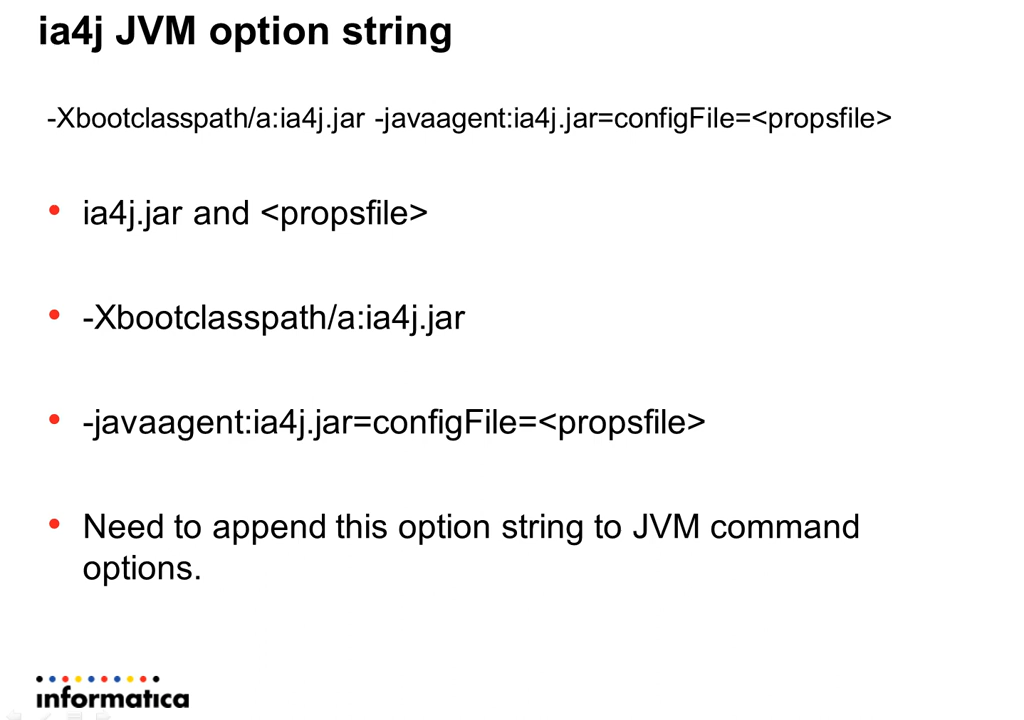 ia4j JVM option string
-Xbootclasspath/a:ia4j.jar -javaagent:ia4j.jar=configFile=<propsfile>
• ia4j.jar and <propsfile>
• -Xbootclasspath/a:ia4j.jar
• -javaagent:ia4j.jar=configFile=<propsfile>
• Need to append this option string to JVM command
options.
informatica